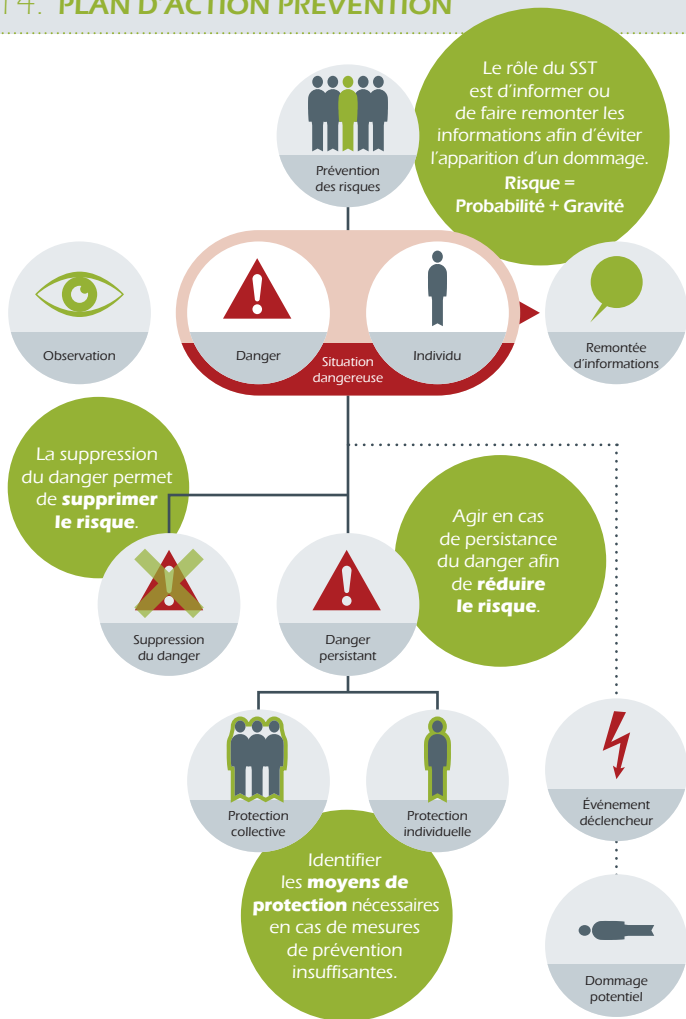 14. PLAN D'ACTION PRÉVENTION
Le rôle du SST
est d'informer ou
de faire remonter les
informations afin d'éviter
l'apparition d'un dommage.
Risque =
Probabilité + Gravité
Prévention
des risques
Observation
Danger
Situation
dangereuse
Individu
Remontée
d'informations
La suppression
du danger permet
de supprimer
le risque.
Agir en cas
de persistance
du danger afin
de réduire
le risque.
Suppression
du danger
Danger
persistant
Protection
collective
Protection
individuelle
Événement
déclencheur
Identifier
les moyens de
protection nécessaires
en cas de mesures
de prévention
insuffisantes.
Dommage
potentiel